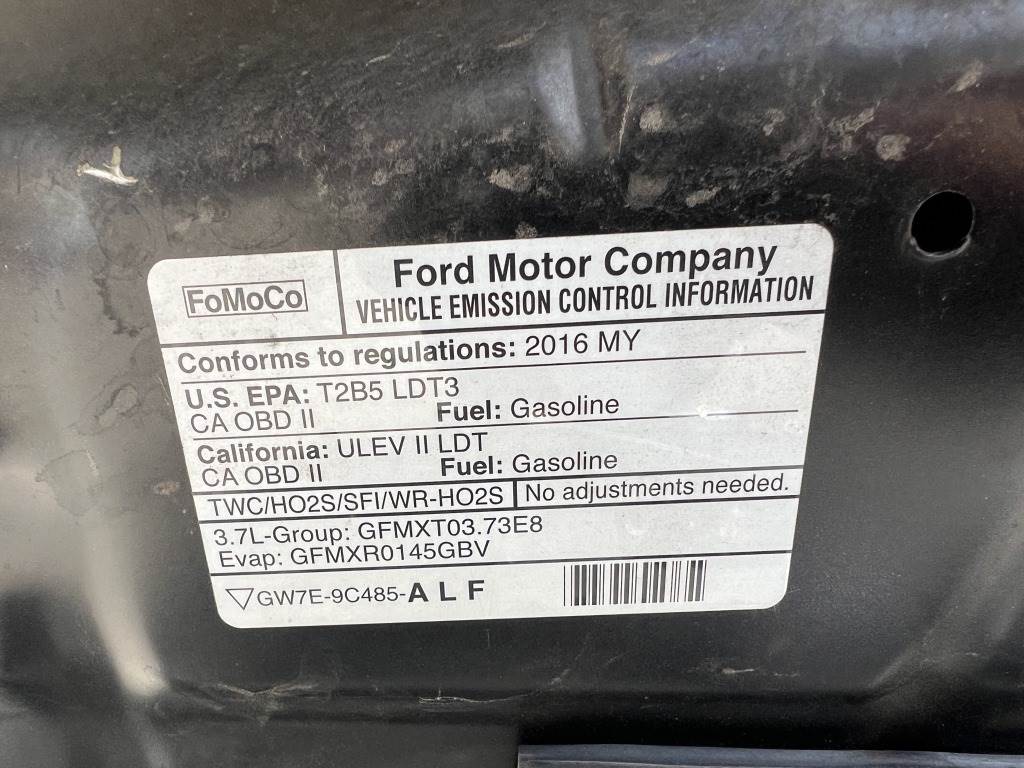 FoMoCo
Ford Motor Company
VEHICLE EMISSION CONTROL INFORMATION
Conforms to regulations: 2016 MY
U.S. EPA: T2B5 LDT3
CA OBD II Fuel: Gasoline
California: ULEV II LDT
CA OBD II Fuel: Gasoline
TWC/HO2S/SFI/WR-HO2S No adjustments needed.
3.7L-Group: GFMXT03.73E8
Evap: GFMXR0145GBV
GW7E-9C485-A L F